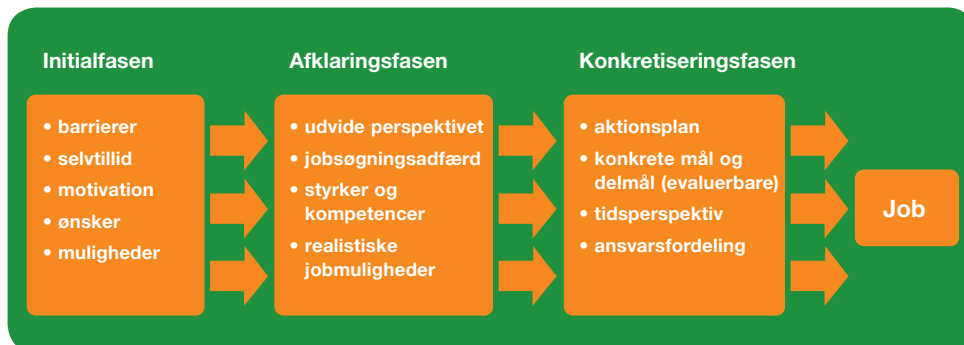 Initialfasen
• barrierer
• selvtillid
• motivation
• ønsker
• muligheder
Afklaringsfasen
• udvide perspektivet
• jobsøgningsadfærd
• styrker og
kompetencer
• realistiske
jobmuligheder
Konkretiseringsfasen
• aktionsplan
• konkrete mål og
delmål (evaluerbare)
• tidsperspektiv
• ansvarsfordeling
Job